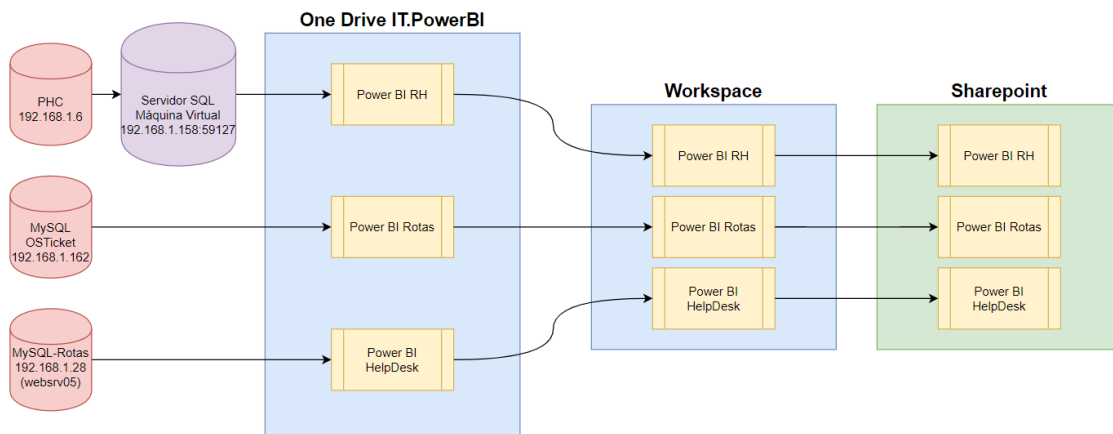 One Drive IT.PowerBI
PHC
192.168.1.6
Servidor SQL
Máquina Virtual
192.168.1.158:59127
Power BI RH
Workspace
Sharepoint
Power BI RH
Power BI RH
MySQL
OSTicket
192.168.1.162
Power BI Rotas
Power BI Rotas
Power BI Rotas
Power BI
HelpDesk
Power BI
HelpDesk
MySQL-Rotas
192.168.1.28
(websrv05)
Power BI
HelpDesk